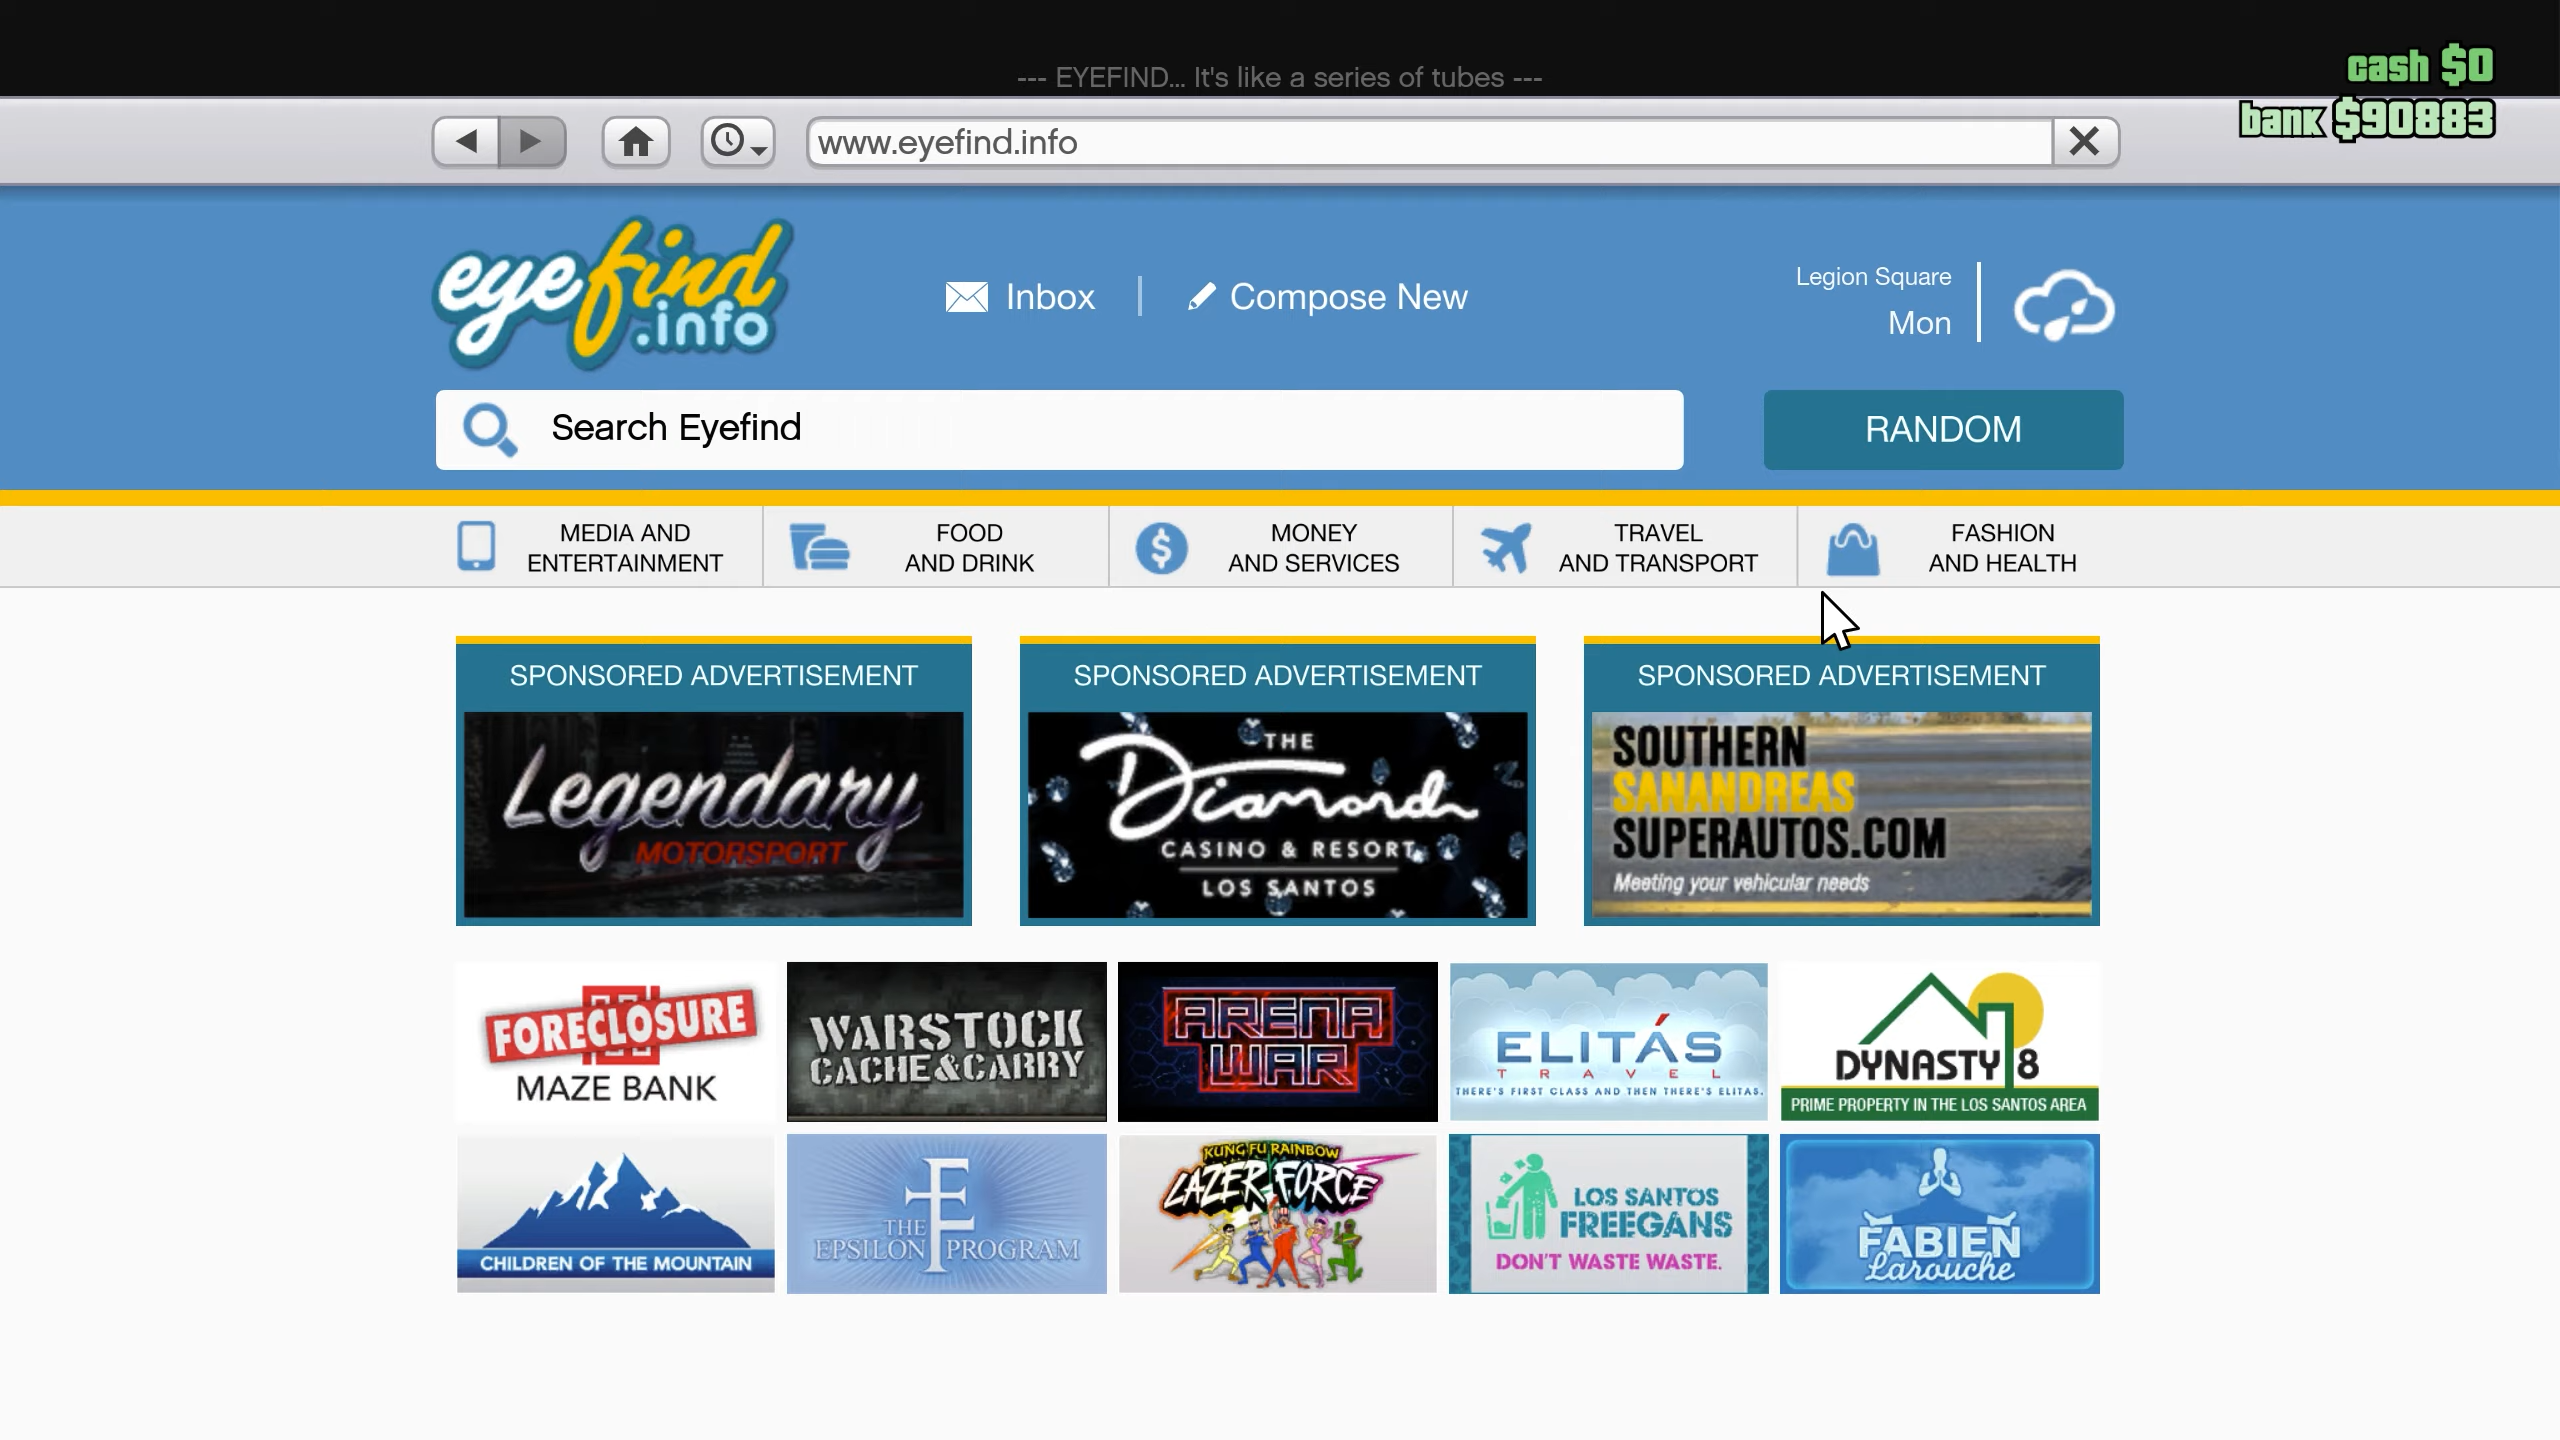 --- EYEFIND... It's like a series of tubes ---
cash $0
bank $90883
www.eyefind.info
eyefind
.info
Inbox
Compose New
Legion Square
Mon
Search Eyefind
RANDOM
MEDIA AND
ENTERTAINMENT
FOOD
AND DRINK
MONEY
AND SERVICES
TRAVEL
AND TRANSPORT
FASHION
AND HEALTH
SPONSORED ADVERTISEMENT
Legendary
MOTORSPORT
SPONSORED ADVERTISEMENT
THE
Diamond
CASINO & RESORT
LOS SANTOS
SPONSORED ADVERTISEMENT
SOUTHERN
SANANDREAS
SUPERAUTOS.COM
Meeting your vehicular needs
FORECLOSURE
MAZE BANK
WARSTOCK
CACHE & CARRY
ARENA
WAR
ELITÁS
TRAVEL
THERE'S FIRST CLASS AND THEN THERE'S ELITAS.
DYNASTY 8
PRIME PROPERTY IN THE LOS SANTOS AREA
CHILDREN OF THE MOUNTAIN
THE
EPSILON PROGRAM
KUNG FU RAINBOW
LAZER FORCE
LOS SANTOS
FREEGANS
DON'T WASTE WASTE.
FABIEN
Larouche